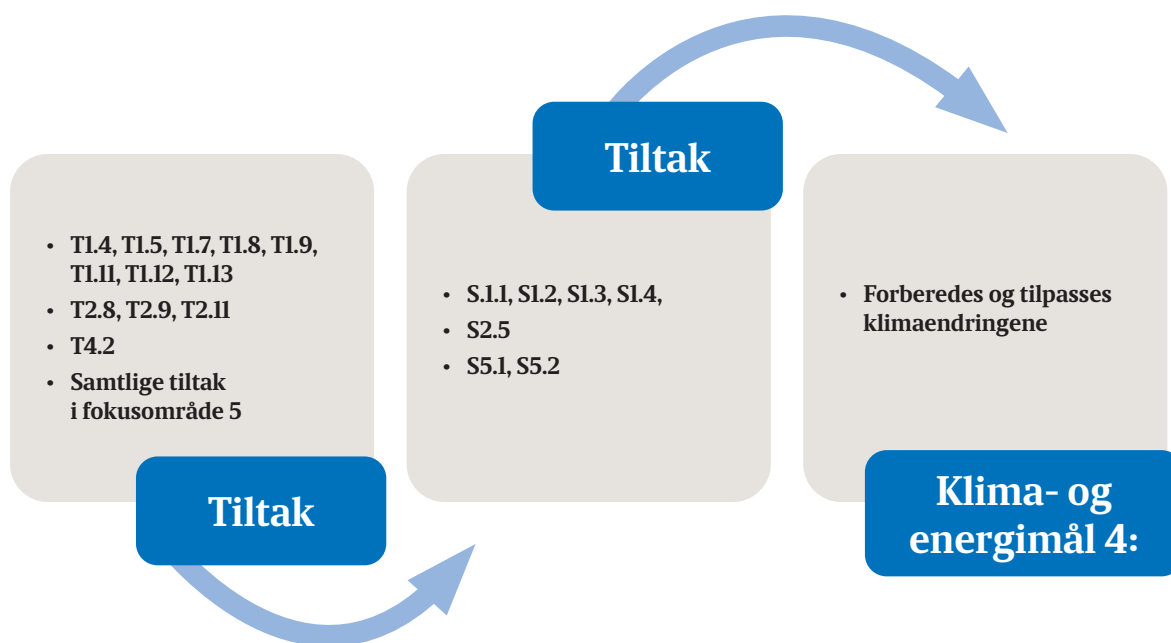 • T1.4, T1.5, T1.7, T1.8, T1.9,
T1.11, T1.12, T1.13
• T2.8, T2.9, T2.11
• T4.2
• Samtlige tiltak
i fokusområde 5
Tiltak
Tiltak
• S.1.1, S1.2, S1.3, S1.4,
• S2.5
• S5.1, S5.2
• Forberedes og tilpasses
klimaendringene
Klima- og
energimål 4: